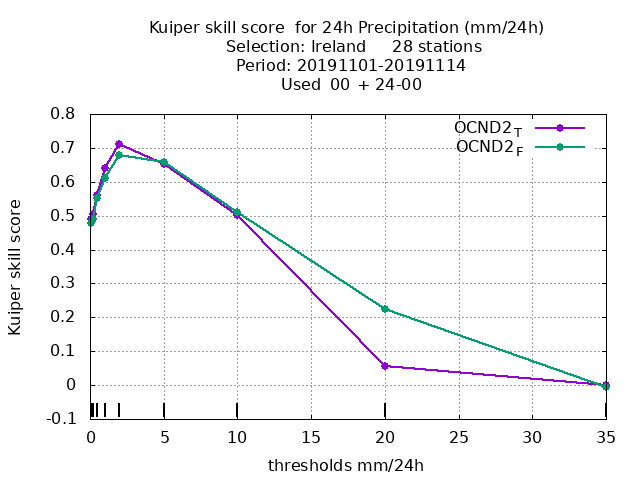 Kuiper skill score  for 24h Precipitation (mm/24h)
Selection: Ireland     28 stations
Period: 20191101-20191114
Used  00 + 24-00
OCND2T
OCND2F
Kuiper skill score
0.8
0.7
0.6
0.5
0.4
0.3
0.2
0.1
0
-0.1
0 5 10 15 20 25 30 35
thresholds mm/24h